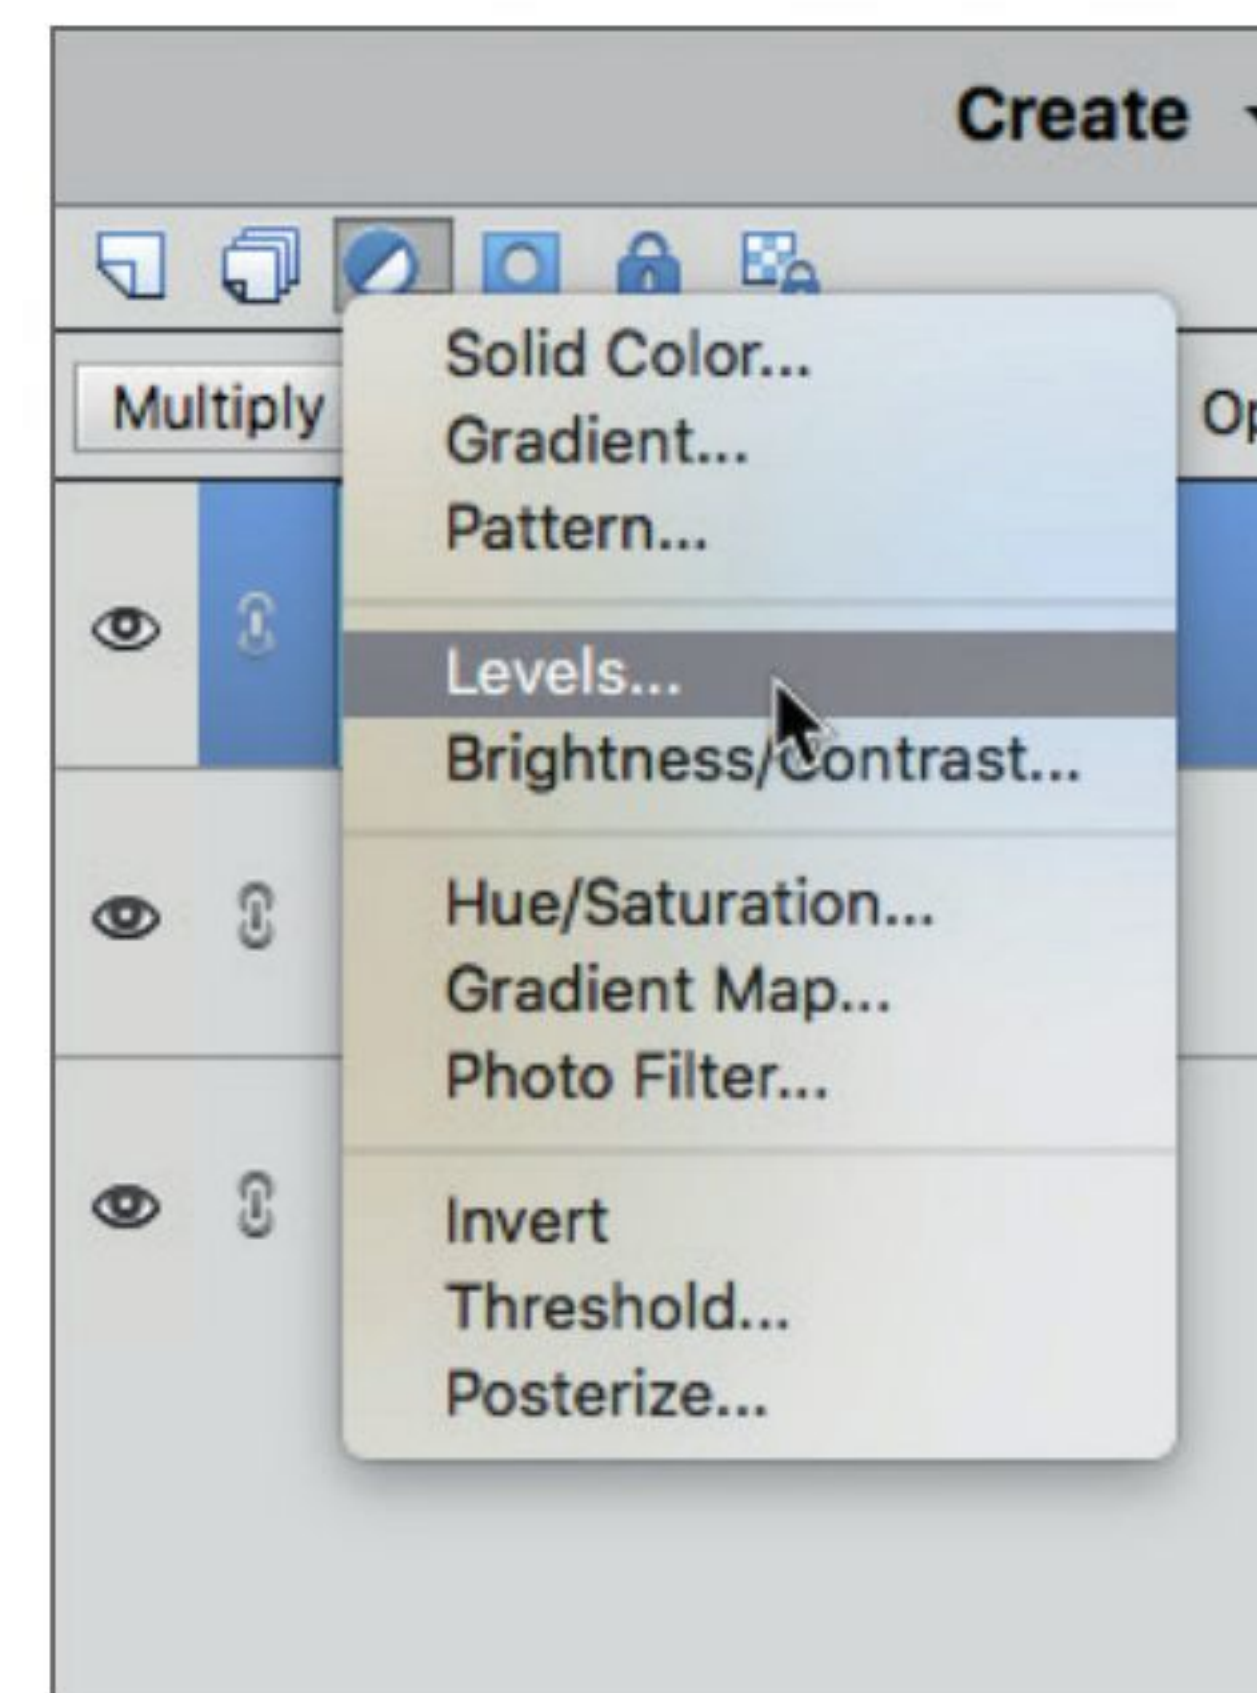 Create
Multiply
Op
Solid Color...
Gradient...
Pattern...
Levels...
Brightness/Contrast...
Hue/Saturation...
Gradient Map...
Photo Filter...
Invert
Threshold...
Posterize...